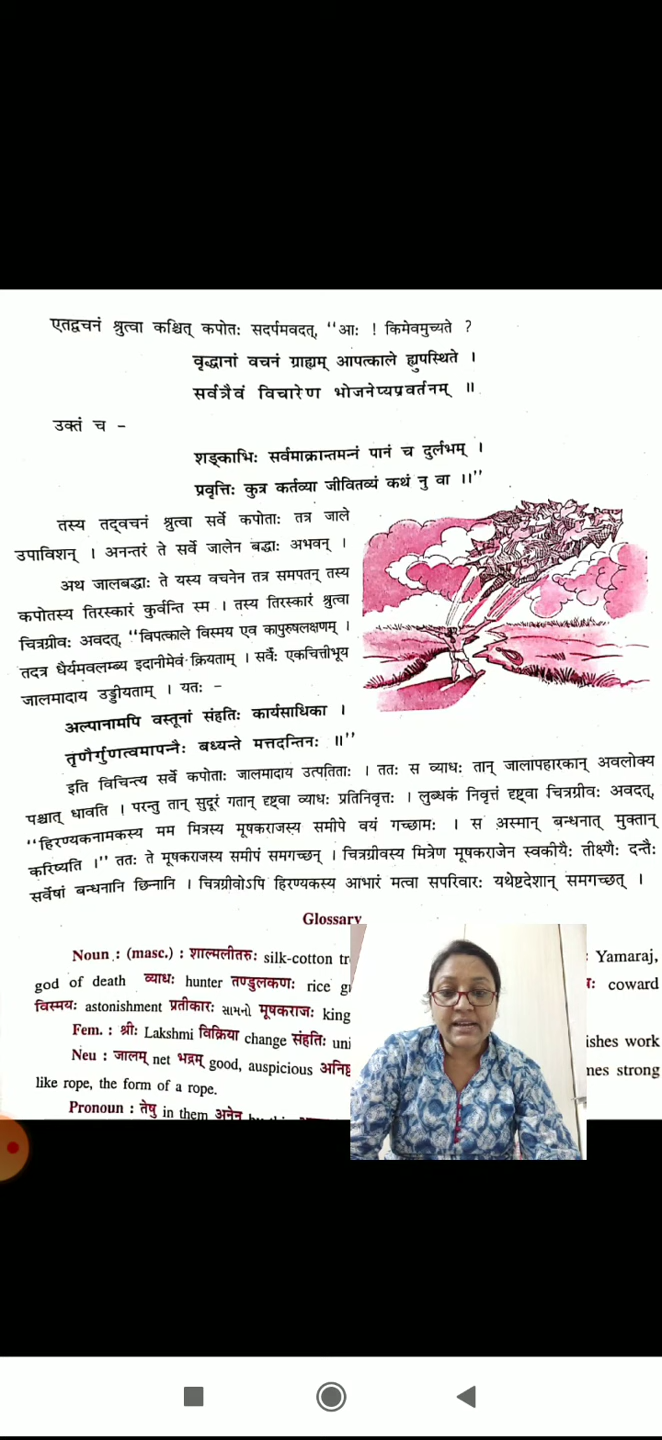 एतद्वचनं श्रुत्वा कश्चित् कपोतः सदर्पमवदत्, “आः ! किमेवमुच्यते ?
वृद्धानां वचनं ग्राह्यम् आपत्काले ह्युपस्थिते ।
सर्वत्रैवं विचारेण भोजनेप्यप्रवर्तनम् ॥
उक्तं च –
शङ्काभिः सर्वमाक्रान्तमन्नं पानं च दुर्लभम् ।
प्रवृत्तिः कुत्र कर्तव्या जीवितव्यं कथं नु वा ।।”
तस्य तद्वचनं श्रुत्वा सर्वे कपोताः तत्र जाले
उपाविशन् । अनन्तरं ते सर्वे जालेन बद्धाः अभवन् ।
अथ जालबद्धाः ते यस्य वचनेन तत्र समपतन् तस्य
कपोतस्य तिरस्कारं कुर्वन्ति स्म । तस्य तिरस्कारं श्रुत्वा
चित्रग्रीवः अवदत्, “विपत्काले विस्मय एव कापुरुषलक्षणम् ।
तदत्र धैर्यमवलम्ब्य इदानीमेवं क्रियताम् । सर्वैः एकचित्तीभूय
जालमादाय उड्डीयताम् । यतः –
अल्पानामपि वस्तूनां संहतिः कार्यसाधिका ।
तृणैर्गुणत्वमापन्नैः बध्यन्ते मत्तदन्तिनः ॥”
इति विचिन्त्य सर्वे कपोताः जालमादाय उत्पतिताः । ततः स व्याधः तान् जालापहारकान् अवलोक्य
पश्चात् धावति । परन्तु तान् सुदूरं गतान् दृष्ट्वा व्याधः प्रतिनिवृत्तः । लुब्धकं निवृत्तं दृष्ट्वा चित्रग्रीवः अवदत्,
“हिरण्यकनामकस्य मम मित्रस्य मूषकराजस्य समीपे वयं गच्छामः । स अस्मान् बन्धनात् मुक्तान्
करिष्यति ।” ततः ते मूषकराजस्य समीपं समगच्छन् । चित्रग्रीवस्य मित्रेण मूषकराजेन स्वकीयैः तीक्ष्णैः दन्तैः
सर्वेषां बन्धनानि छिन्नानि । चित्रग्रीवोऽपि हिरण्यकस्य आभारं मत्वा सपरिवारः यथेष्टदेशान् समगच्छत् ।
Glossary
Noun : (masc.) : शाल्मलीतरुः silk-cotton Yamaraj,
god of death व्याधः hunter तण्डुलकणः rice coward
विस्मयः astonishment प्रतीकारः સામનો मूषकराजः king
Fem. : श्रीः Lakshmi विक्रिया change संहतिः work
Neu : जालम् net भद्रम् good, auspicious strong
like rope, the form of a rope.
Pronoun : तेषु in them अनेन